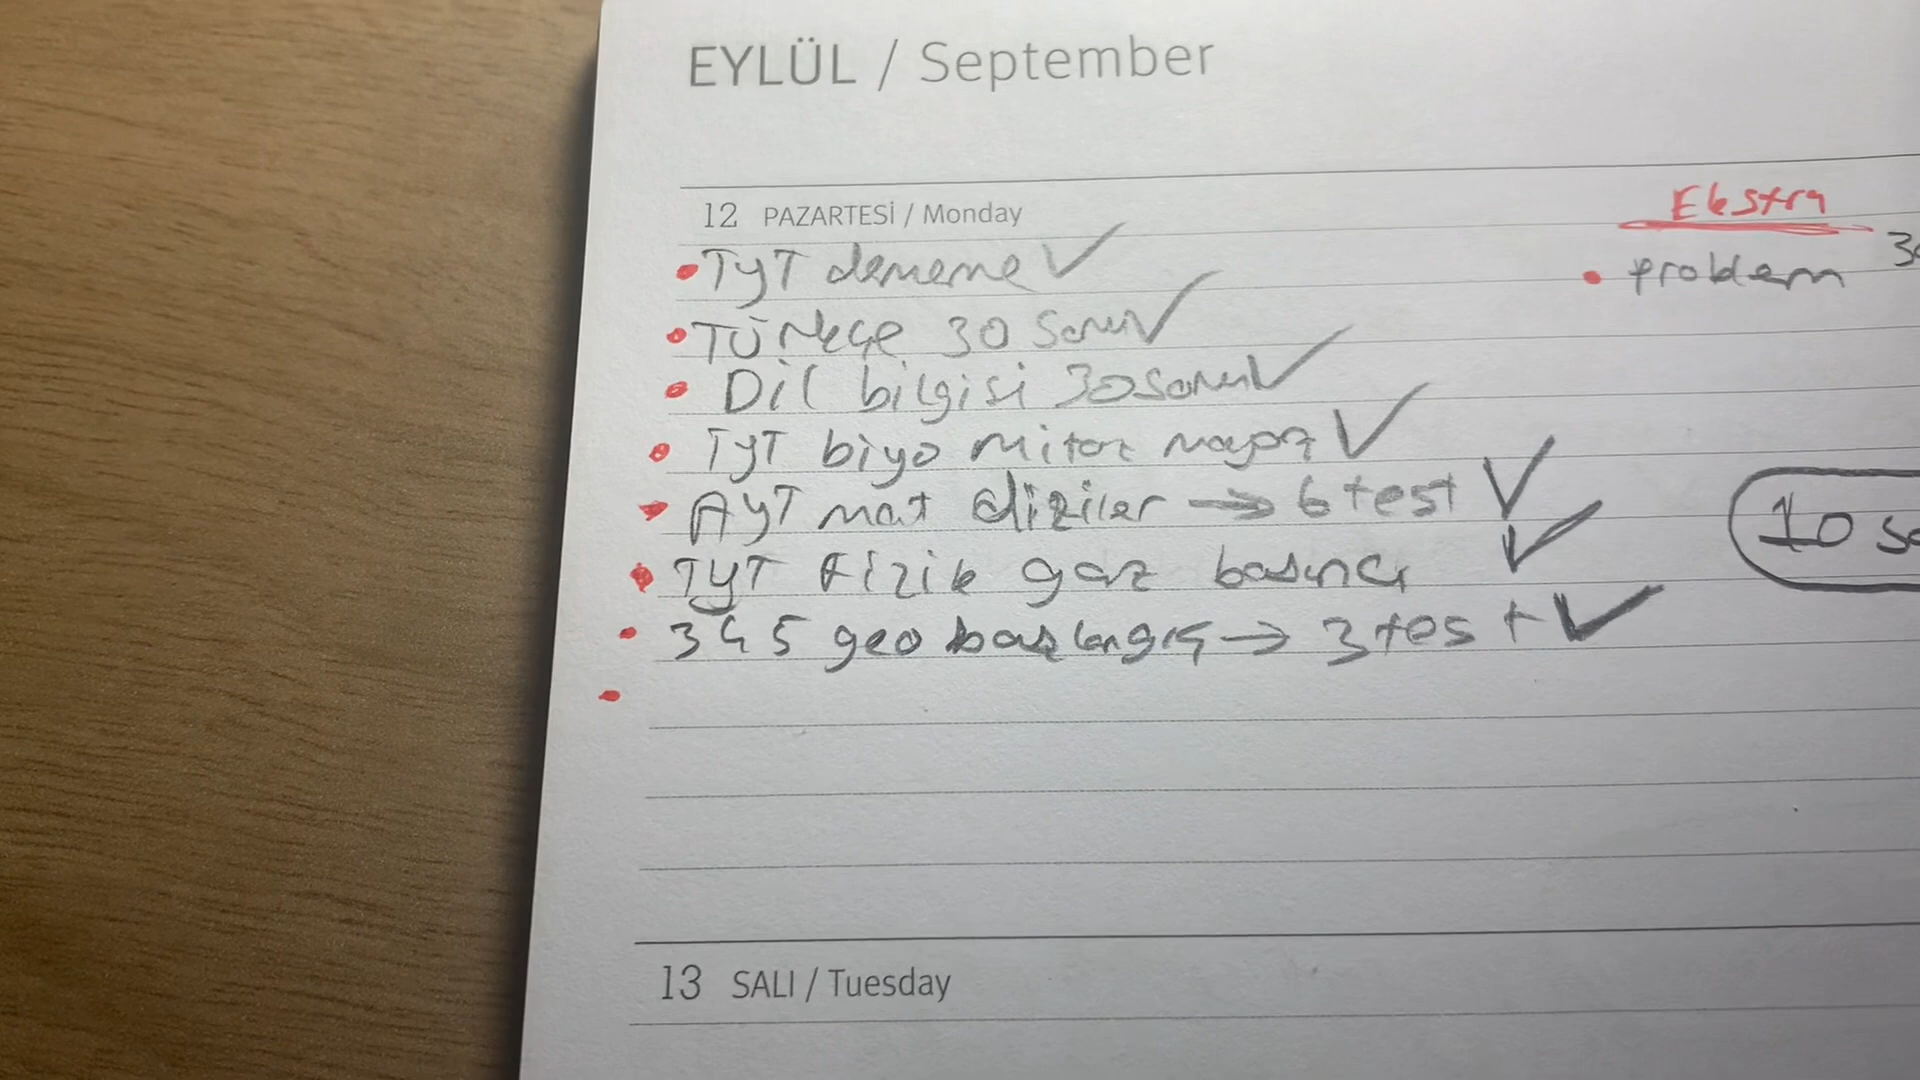 EYLÜL / September
12 PAZARTESİ / Monday
Ekstra
• TYT deneme ✓
• problem
• Türkçe 30 soru ✓
• Dil bilgisi 30 soru ✓
• TYT biyo mitoz mayoz ✓
• AYT mat diziler → 6 test ✓
10
• TYT Fizik gaz basıncı ✓
• 345 geo başlangıç → 3 test ✓
•
13 SALI / Tuesday